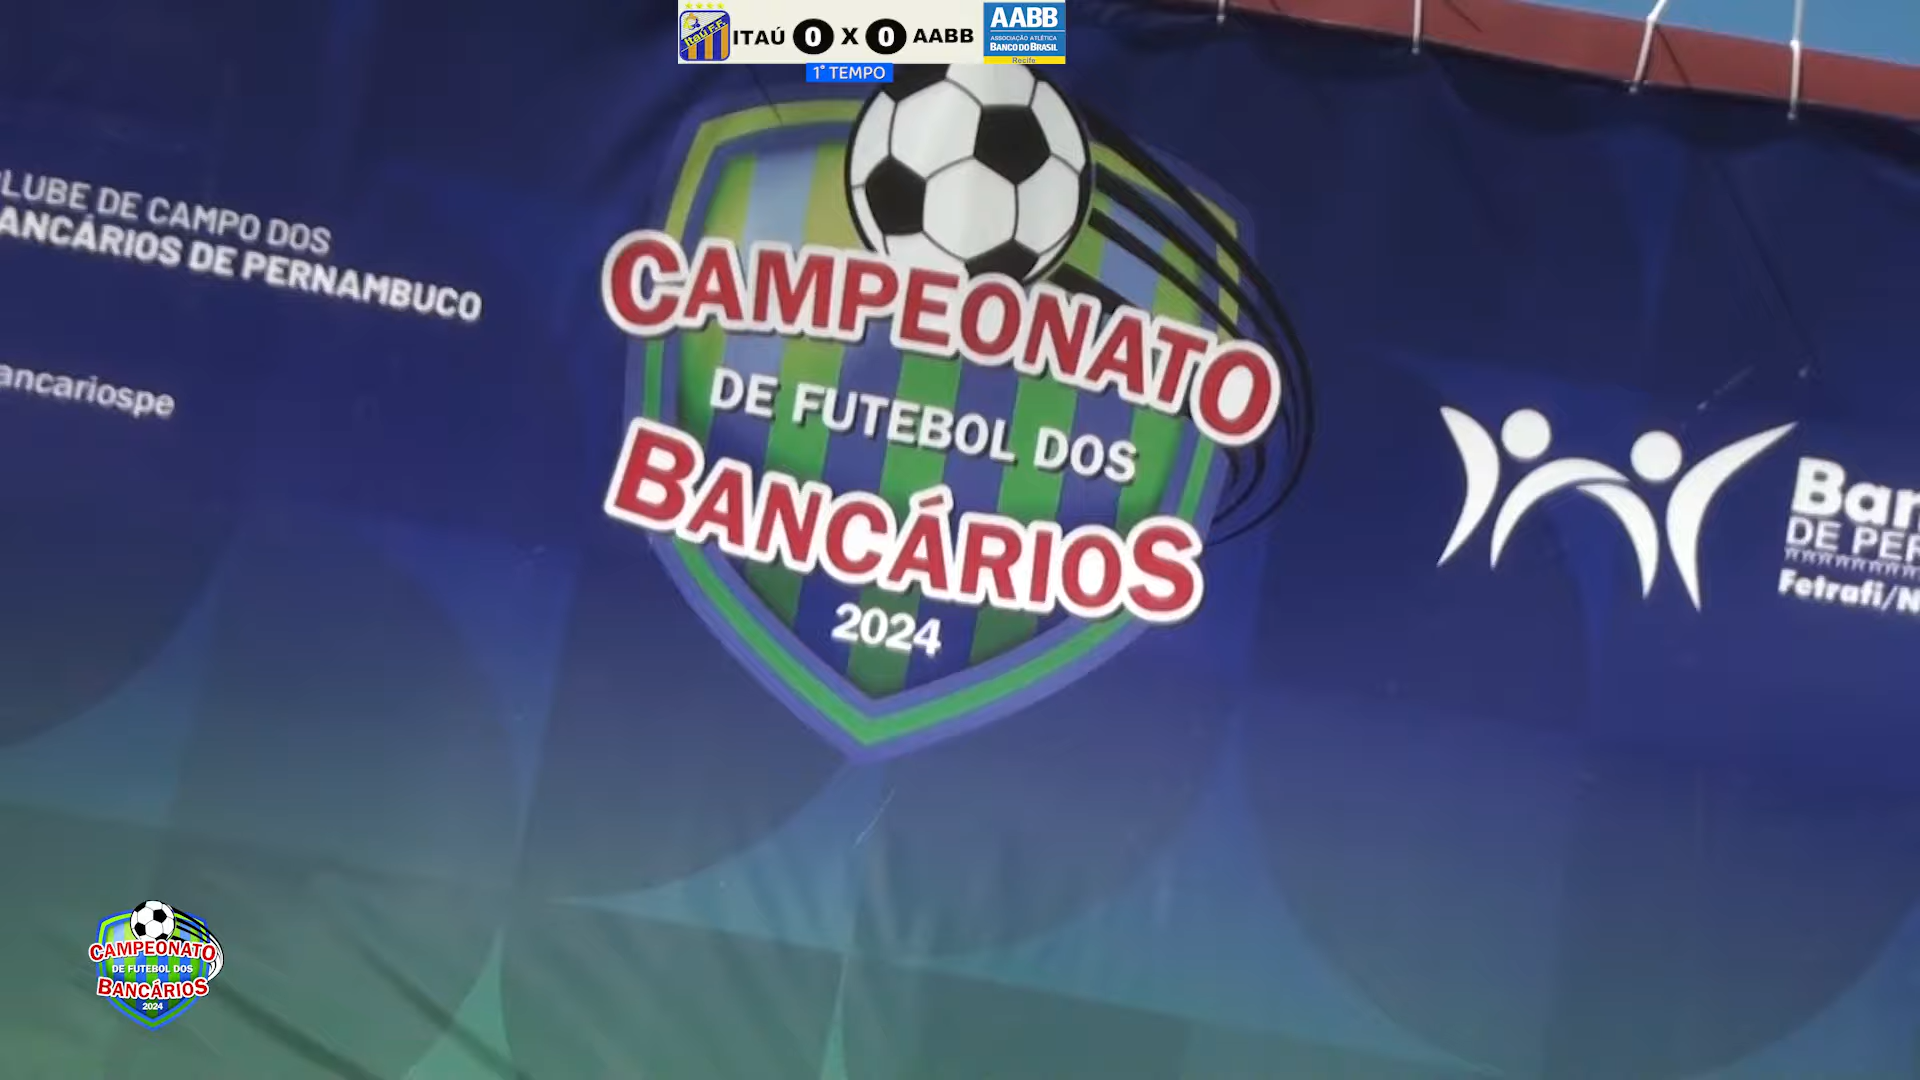 ITAÚ 0 X 0 AABB
Itaú F.F.
AABB
ASSOCIAÇÃO ATLÉTICA
BANCO DO BRASIL
Recife
1° TEMPO
LUBE DE CAMPO DOS
ANCÁRIOS DE PERNAMBUCO
ancariospe
CAMPEONATO
DE FUTEBOL DOS
BANCÁRIOS
2024
Ban
DE PER
Fetrafi/N
CAMPEONATO
DE FUTEBOL DOS
BANCÁRIOS
2024